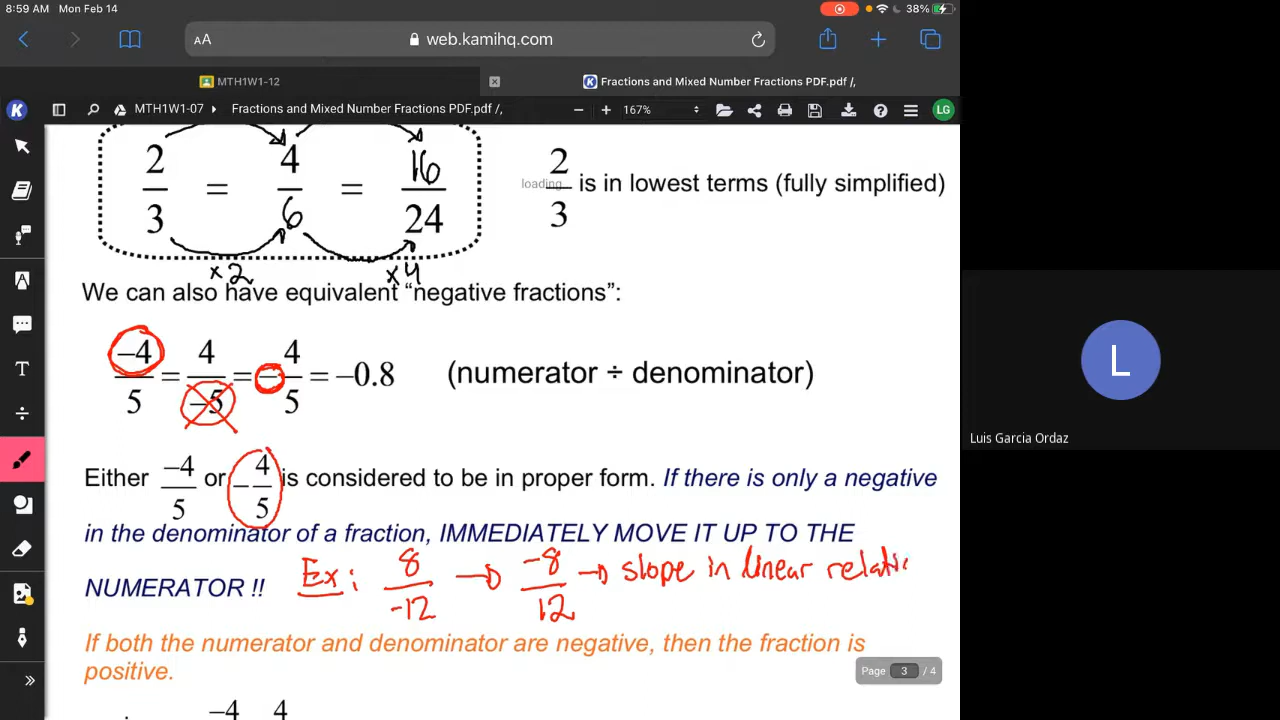 8:59 AM Mon Feb 14 38%
AA web.kamihq.com
MTH1W1-12 Fractions and Mixed Number Fractions PDF.pdf /,
MTH1W1-07 Fractions and Mixed Number Fractions PDF.pdf /, 167% LG
2/3 = 4/6 = 16/24 loading... 2/3 is in lowest terms (fully simplified)
×2 ×4
We can also have equivalent “negative fractions”:
–4/5 = 4/–5 = –4/5 = –0.8 (numerator ÷ denominator)
Either –4/5 or –4/5 is considered to be in proper form. If there is only a negative
in the denominator of a fraction, IMMEDIATELY MOVE IT UP TO THE
NUMERATOR !!
Ex: 8/-12 → -8/12 → slope in linear relati
If both the numerator and denominator are negative, then the fraction is
positive.
Page 3 / 4
–4 4
L
Luis Garcia Ordaz